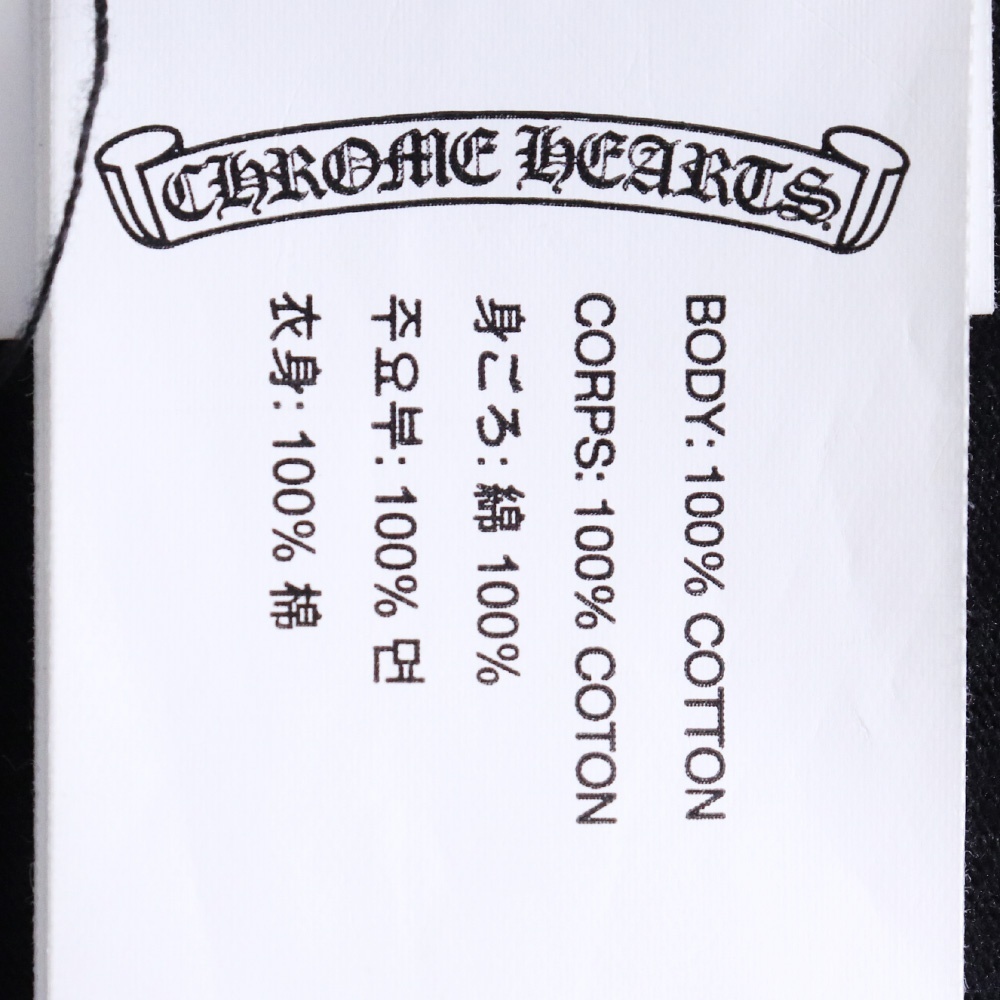 CHROME HEARTS
BODY: 100% COTTON
CORPS: 100% COTON
身ごろ: 綿 100%
주요부: 100% 면
衣身: 100% 棉